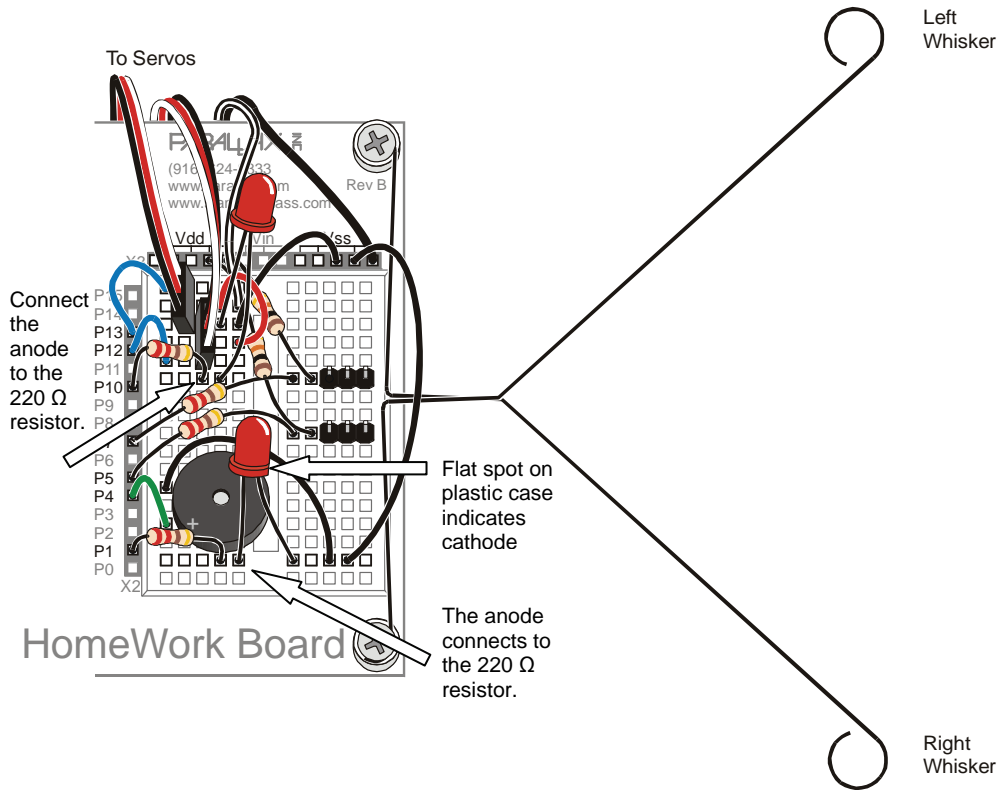 Left
Whisker
To Servos
(916)
Rev B
Vdd
Vin
Vss
X3
Connect
the
anode
to the
220 Ω
resistor.
P15
P14
P13
P12
P11
P10
P9
P8
P6
P5
P4
P3
P2
P1
P0
X2
+
Flat spot on
plastic case
indicates
cathode
The anode
connects to
the 220 Ω
resistor.
HomeWork Board
Right
Whisker